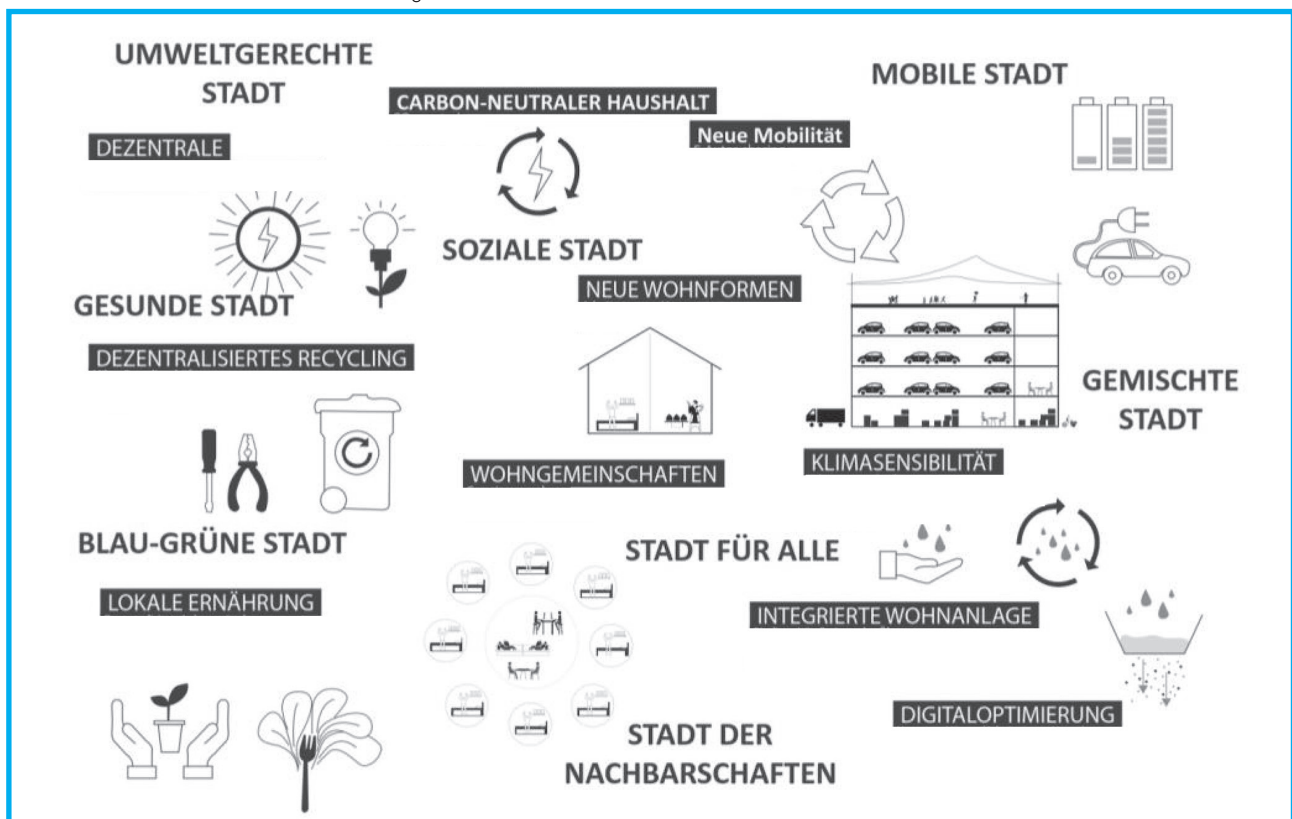 UMWELTGERECHTE
STADT
MOBILE STADT
CARBON-NEUTRALER HAUSHALT
Neue Mobilität
DEZENTRALE
SOZIALE STADT
NEUE WOHNFORMEN
GESUNDE STADT
DEZENTRALISIERTES RECYCLING
GEMISCHTE
STADT
WOHNGEMEINSCHAFTEN
KLIMASENSIBILITÄT
BLAU-GRÜNE STADT
STADT FÜR ALLE
LOKALE ERNÄHRUNG
INTEGRIERTE WOHNANLAGE
DIGITALOPTIMIERUNG
STADT DER
NACHBARSCHAFTEN